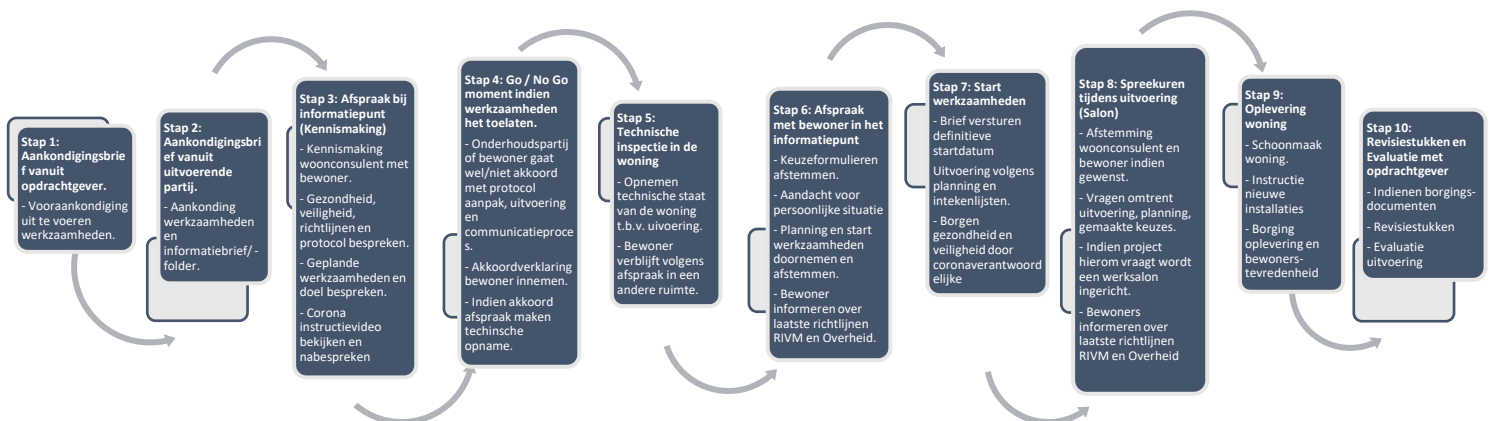 Stap 1:
Aankondigingsbrie
f vanuit
opdrachtgever.
- Vooraankondiging
uit te voeren
werkzaamheden.
Stap 2:
Aankondigingsbri
ef vanuit
uitvoerende
partij.
- Aankonding
werkzaamheden
en
informatiebrief/ -
folder.
Stap 3: Afspraak bij
informatiepunt
(Kennismaking)
- Kennismaking
woonconsulent met
bewoner.
- Gezondheid,
veiligheid,
richtlijnen en
protocol bespreken.
- Geplande
werkzaamheden en
doel bespreken.
- Corona
instructievideo
bekijken en
nabespreken
Stap 4: Go / No Go
moment indien
werkzaamheden
het toelaten.
- Onderhoudspartij
of bewoner gaat
wel/niet akkoord
met protocol
aanpak, uitvoering
en
communicatieproce
s.
- Akkoordverklaring
bewoner innemen.
- Indien akkoord
afspraak maken
techinsche
opname.
Stap 5:
Technische
inspectie in de
woning
- Opnemen
technische staat
van de woning
t.b.v. uivoering.
- Bewoner
verblijft volgens
afspraak in een
andere ruimte.
Stap 6: Afspraak
met bewoner in het
informatiepunt
- Keuzeformulieren
afstemmen.
- Aandacht voor
persoonlijke situatie
- Planning en start
werkzaamheden
doornemen en
afstemmen.
- Bewoner
informeren over
laatste richtlijnen
RIVM en Overheid.
Stap 7: Start
werkzaamheden
- Brief versturen
definitieve
startdatum
Uitvoering volgens
planning en
intekenlijsten.
- Borgen
gezondheid en
veiligheid door
coronaverantwoord
elijke
Stap 8: Spreekuren
tijdens uitvoering
(Salon)
- Afstemming
woonconsulent en
bewoner indien
gewenst.
- Vragen omtrent
uitvoering, planning,
gemaakte keuzes.
- Indien project
hierom vraagt wordt
een werksalon
ingericht.
- Bewoners
informeren over
laatste richtlijnen
RIVM en Overheid
Stap 9:
Oplevering
woning
- Schoonmaak
woning.
- Instructie
nieuwe
installaties
- Borging
oplevering en
bewoners-
tevredenheid
Stap 10:
Revisiestukken en
Evaluatie met
opdrachtgever
- Indienen borgings-
documenten
- Revisiestukken
- Evaluatie
uitvoering